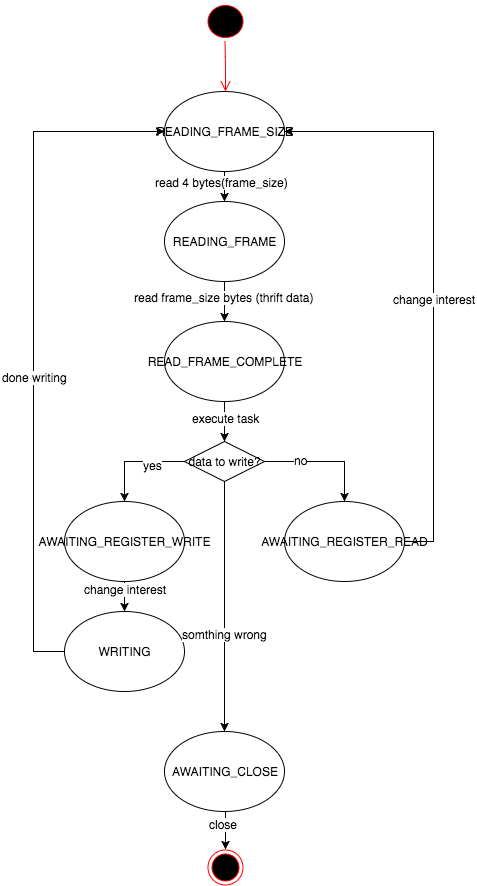 READING_FRAME_SIZE
read 4 bytes(frame_size)
READING_FRAME
read frame_size bytes (thrift data)
change interest
READ_FRAME_COMPLETE
done writing
execute task
yes
data to write?
no
AWAITING_REGISTER_WRITE
AWAITING_REGISTER_READ
change interest
somthing wrong
WRITING
AWAITING_CLOSE
close